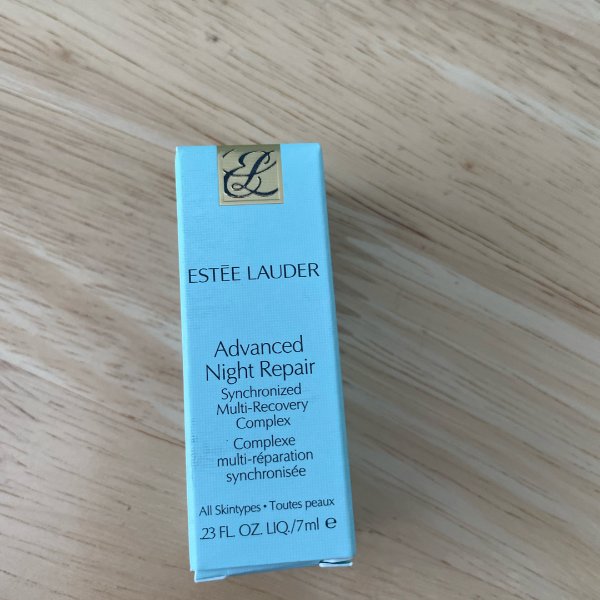 EL
ESTĒE LAUDER
Advanced
Night Repair
Synchronized
Multi-Recovery
Complex
Complexe
multi-réparation
synchronisée
All Skintypes • Toutes peaux
.23 FL. OZ. LIQ./7ml ℮